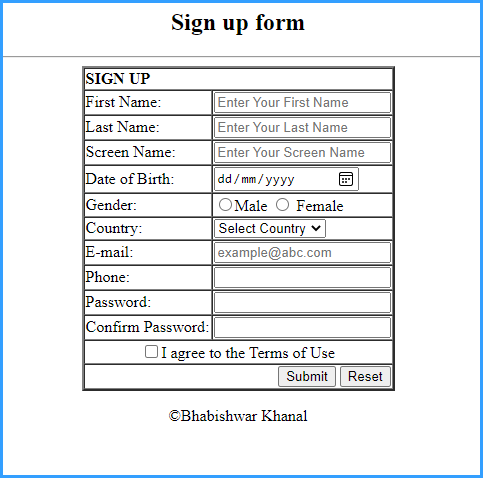 Sign up form
SIGN UP
First Name: Enter Your First Name
Last Name: Enter Your Last Name
Screen Name: Enter Your Screen Name
Date of Birth: dd/mm/yyyy
Gender: Male Female
Country: Select Country
E-mail: example@abc.com
Phone:
Password:
Confirm Password:
I agree to the Terms of Use
Submit Reset
©Bhabishwar Khanal